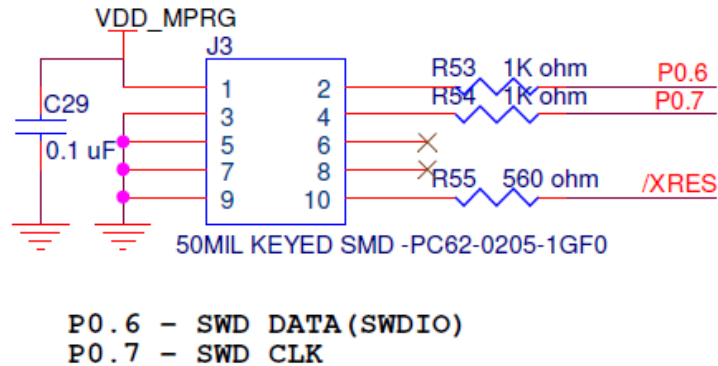 VDD_MPRG
J3
C29
0.1 uF
1 2
3 4
5 6
7 8
9 10
R53 1K ohm P0.6
R54 1K ohm P0.7
R55 560 ohm /XRES
50MIL KEYED SMD -PC62-0205-1GF0
P0.6 - SWD DATA(SWDIO)
P0.7 - SWD CLK